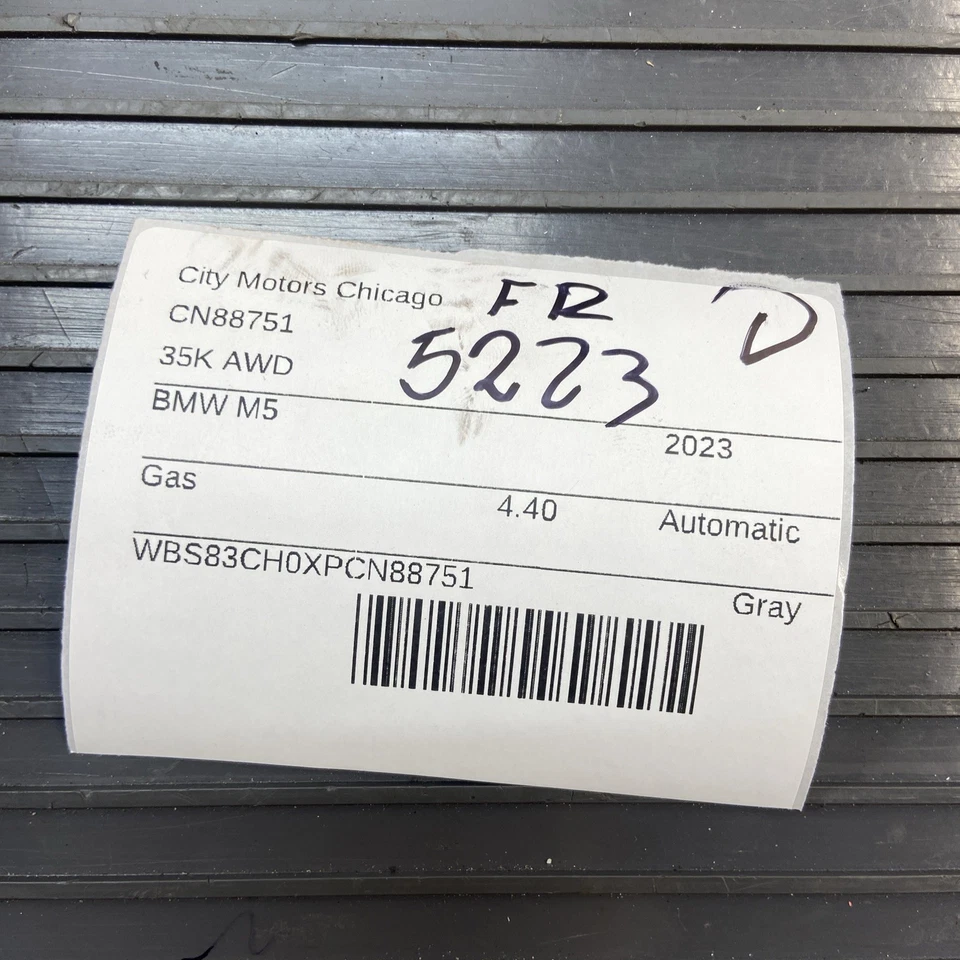 City Motors Chicago FR D
CN88751 5223
35K AWD
BMW M5 2023
Gas 4.40 Automatic
WBS83CH0XPCN88751 Gray